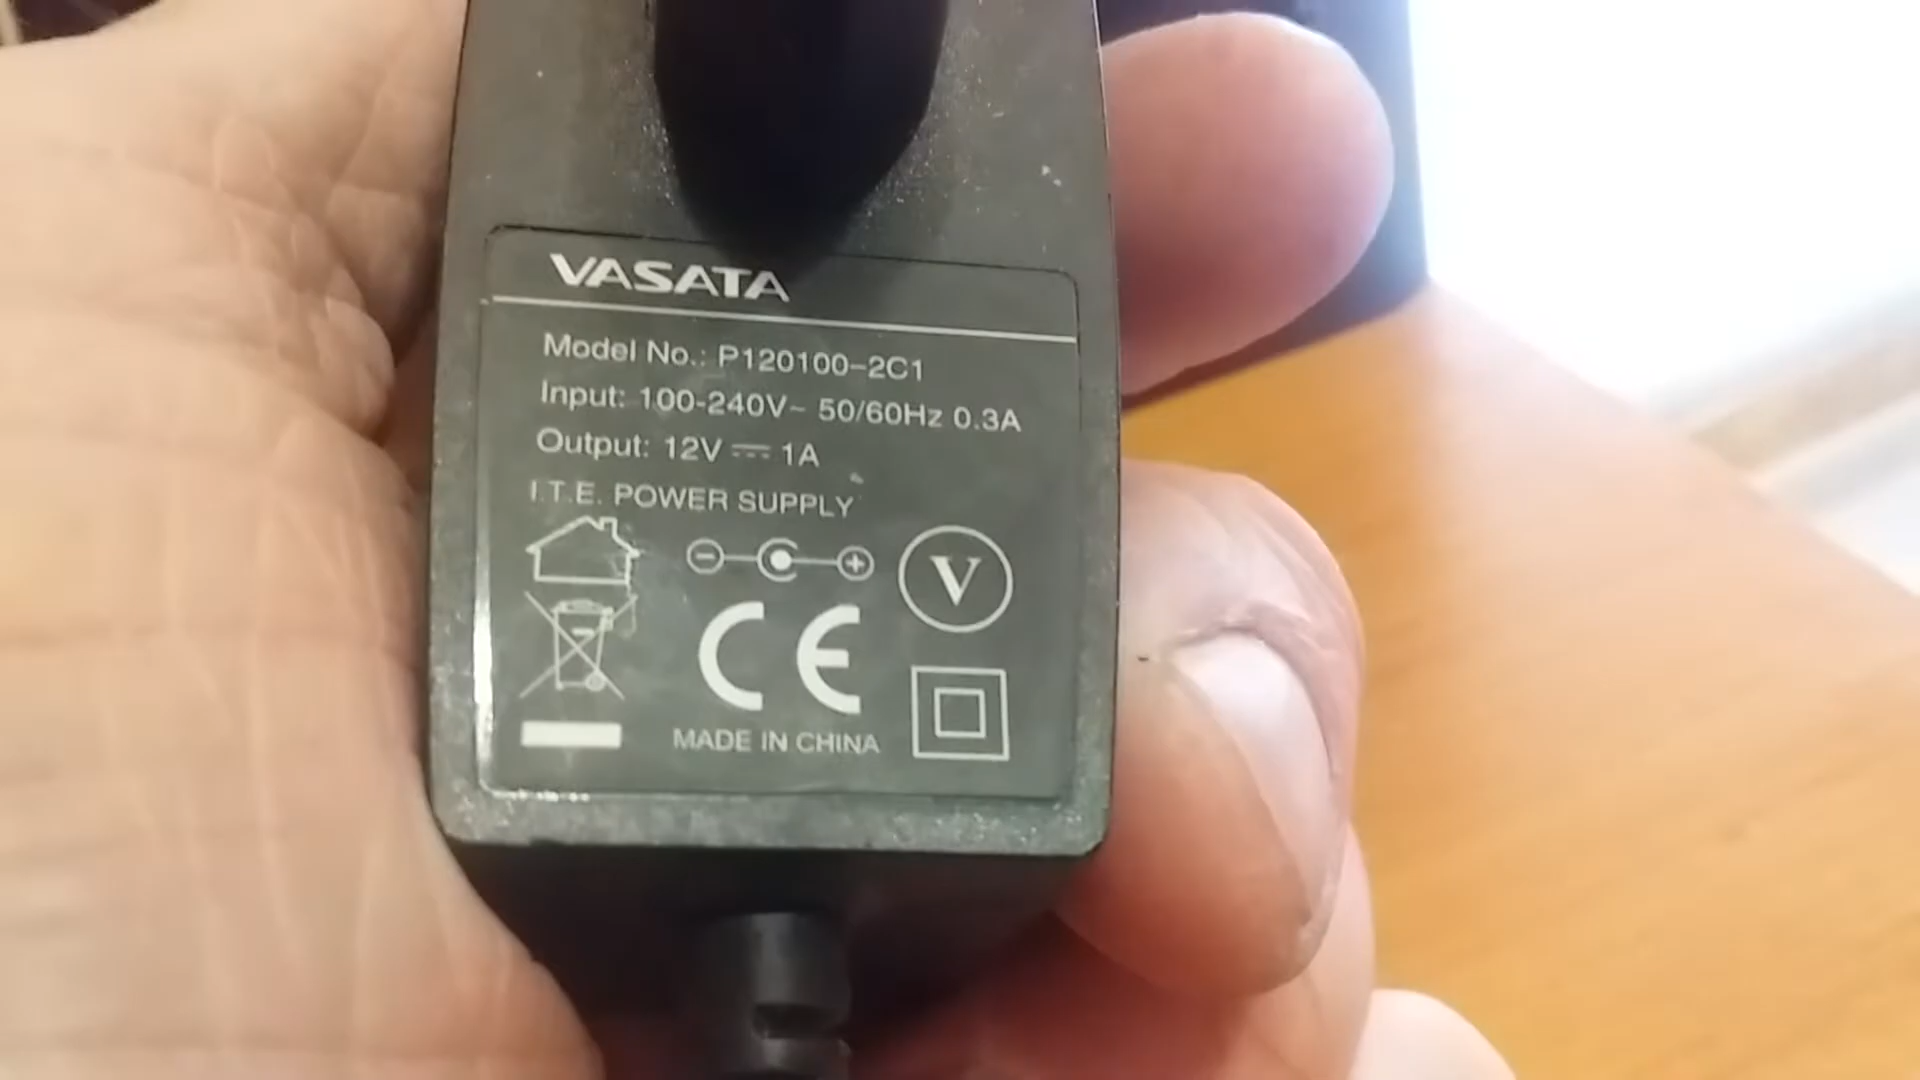 VASATA
Model No.: P120100-2C1
Input: 100-240V~ 50/60Hz 0.3A
Output: 12V ⎓ 1A
I.T.E. POWER SUPPLY
V
CE
MADE IN CHINA